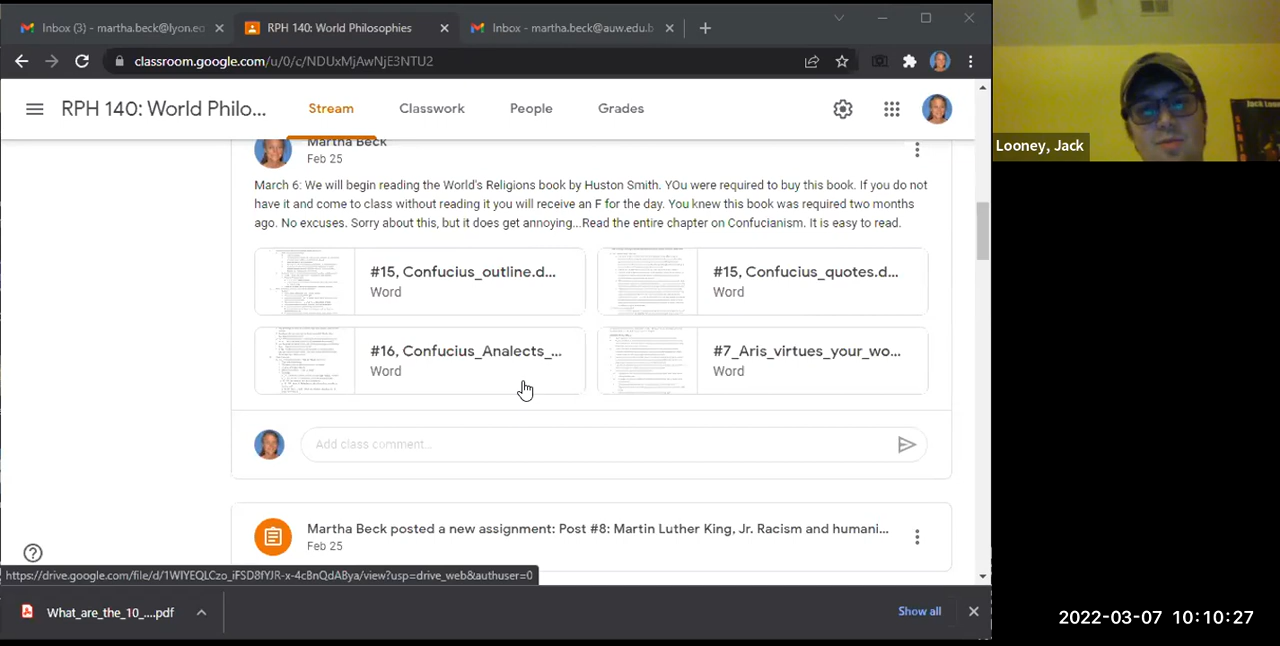 Inbox (3) - martha.beck@lyon.ec
RPH 140: World Philosophies
Inbox - martha.beck@auw.edu.b
classroom.google.com/u/0/c/NDUxMjAwNjE3NTU2
RPH 140: World Philo...
Stream
Classwork
People
Grades
Martha Beck
Feb 25
March 6: We will begin reading the World's Religions book by Huston Smith. YOu were required to buy this book. If you do not
have it and come to class without reading it you will receive an F for the day. You knew this book was required two months
ago. No excuses. Sorry about this, but it does get annoying...Read the entire chapter on Confucianism. It is easy to read.
#15, Confucius_outline.d...
Word
#15, Confucius_quotes.d...
Word
#16, Confucius_Analects_...
Word
#7_Aris_virtues_your_wo...
Word
Add class comment...
Martha Beck posted a new assignment: Post #8: Martin Luther King, Jr. Racism and humani...
Feb 25
https://drive.google.com/file/d/1WIYEQLCzo_iFSD8fYJR-x-4cBnQdABya/view?usp=drive_web&authuser=0
What_are_the_10_....pdf
Show all
Looney, Jack
2022-03-07 10:10:27